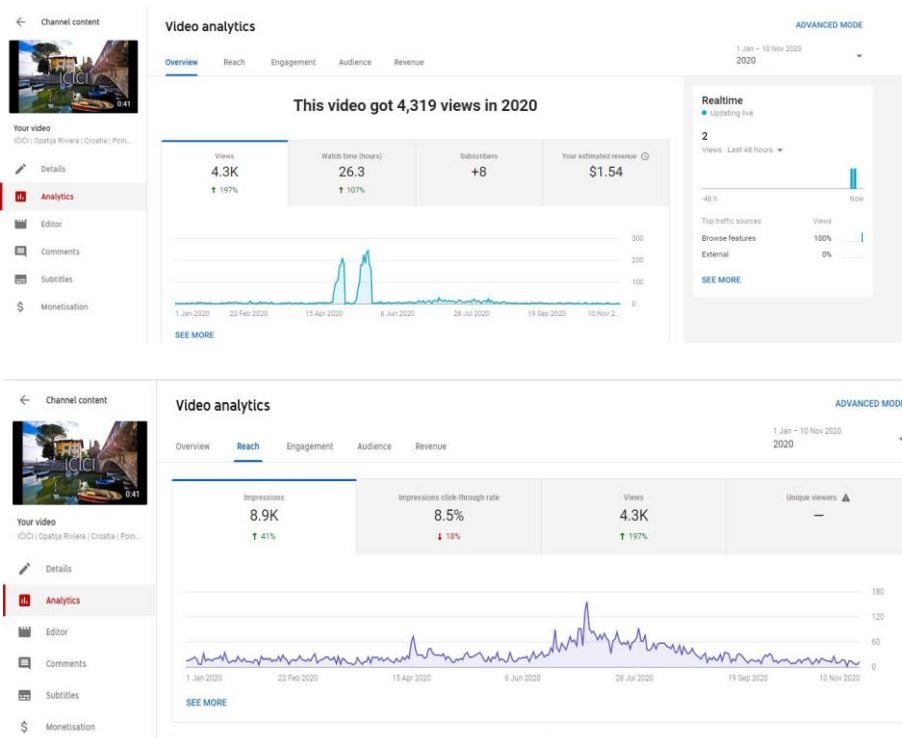 Channel content
Video analytics
ADVANCED MODE
1 Jan – 10 Nov 2020
2020
Overview Reach Engagement Audience Revenue
IČIĆI
0:41
This video got 4,319 views in 2020
Your video
IČIĆI | Opatija Riviera | Croatia | Poin...
Views Watch time (hours) Subscribers Your estimated revenue
4.3K 26.3 +8 $1.54
↑ 197% ↑ 107%
Details
Analytics
Editor
Comments
Subtitles
Monetisation
300
200
100
0
1 Jan 2020 22 Feb 2020 15 Apr 2020 6 Jun 2020 28 Jul 2020 19 Sep 2020 10 Nov 2...
SEE MORE
Realtime
Updating live
2
Views · Last 48 hours
-48 h Now
Top traffic sources Views
Browse features 100%
External 0%
SEE MORE
Channel content
Video analytics
ADVANCED MODE
1 Jan – 10 Nov 2020
2020
Overview Reach Engagement Audience Revenue
IČIĆI
0:41
Your video
IČIĆI | Opatija Riviera | Croatia | Poin...
Impressions Impressions click-through rate Views Unique viewers
8.9K 8.5% 4.3K —
↑ 41% ↓ 18% ↑ 197%
Details
Analytics
Editor
Comments
Subtitles
Monetisation
180
120
60
0
1 Jan 2020 22 Feb 2020 15 Apr 2020 6 Jun 2020 28 Jul 2020 19 Sep 2020 10 Nov 2020
SEE MORE